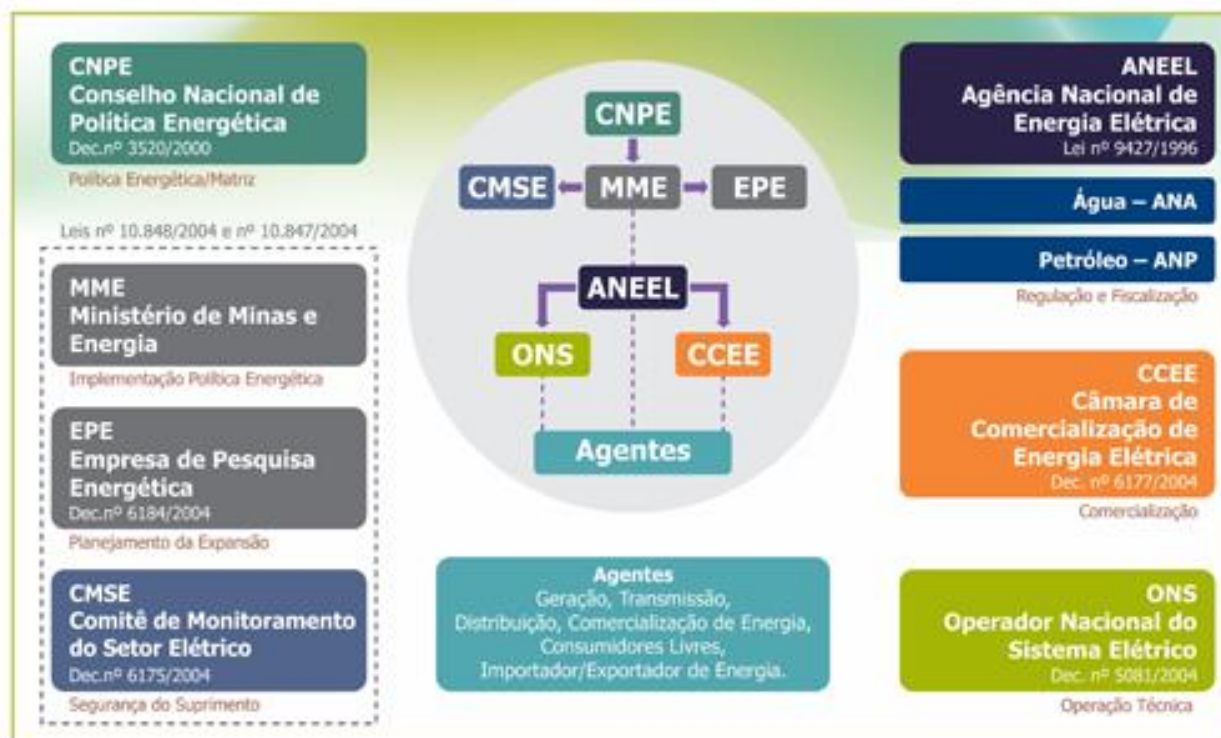 CNPE
Conselho Nacional de
Política Energética
Dec.nº 3520/2000
Política Energética/Matriz
Leis nº 10.848/2004 e nº 10.847/2004
MME
Ministério de Minas e
Energia
Implementação Política Energética
EPE
Empresa de Pesquisa
Energética
Dec.nº 6184/2004
Planejamento da Expansão
CMSE
Comitê de Monitoramento
do Setor Elétrico
Dec.nº 6175/2004
Segurança do Suprimento
CNPE
CMSE
MME
EPE
ANEEL
ONS
CCEE
Agentes
Agentes
Geração, Transmissão,
Distribuição, Comercialização de Energia,
Consumidores Livres,
Importador/Exportador de Energia.
ANEEL
Agência Nacional de
Energia Elétrica
Lei nº 9427/1996
Água – ANA
Petróleo – ANP
Regulação e Fiscalização
CCEE
Câmara de
Comercialização de
Energia Elétrica
Dec. nº 6177/2004
Comercialização
ONS
Operador Nacional do
Sistema Elétrico
Dec. nº 5081/2004
Operação Técnica